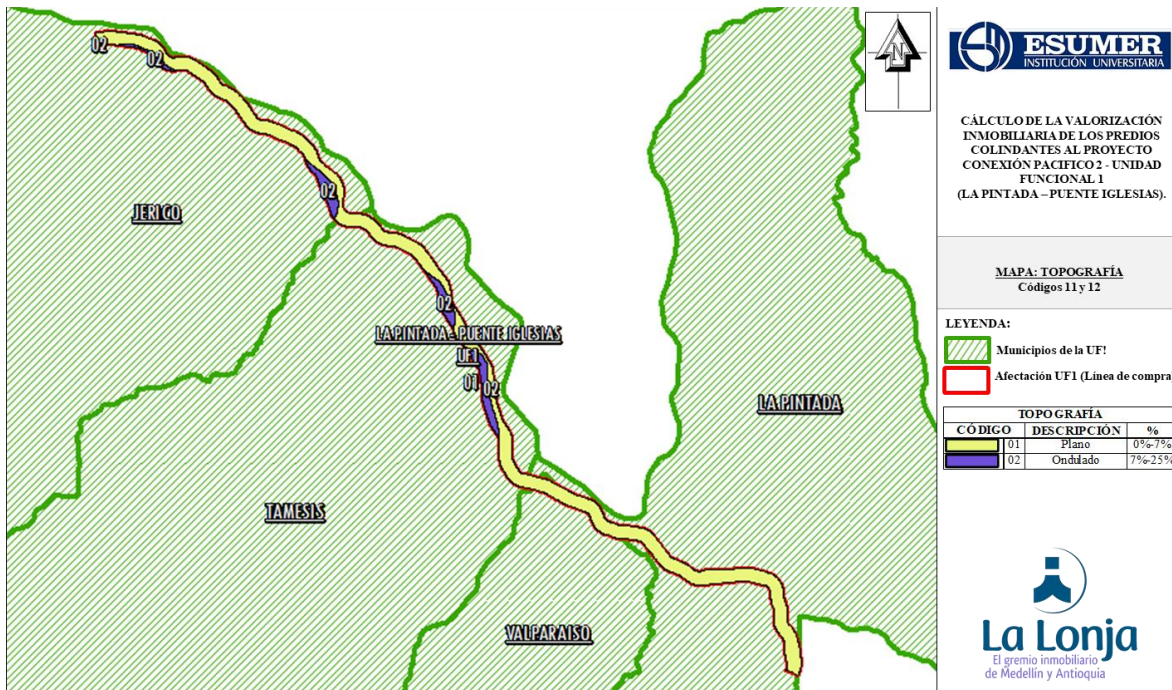 02
02
02
JERICO
02
LA PINTADA - PUENTE IGLESIAS
UF1
01
02
LA PINTADA
TAMESIS
VALPARAISO
N
ESUMER
INSTITUCIÓN UNIVERSITARIA
CÁLCULO DE LA VALORIZACIÓN
INMOBILIARIA DE LOS PREDIOS
COLINDANTES AL PROYECTO
CONEXIÓN PACIFICO 2 - UNIDAD
FUNCIONAL 1
(LA PINTADA – PUENTE IGLESIAS).
MAPA: TOPOGRAFÍA
Códigos 11 y 12
LEYENDA:
Municipios de la UF!
Afectación UF1 (Línea de compra
TOPOGRAFÍA
CÓDIGO DESCRIPCIÓN %
01 Plano 0%-7%
02 Ondulado 7%-25%
La Lonja
El gremio inmobiliario
de Medellín y Antioquia